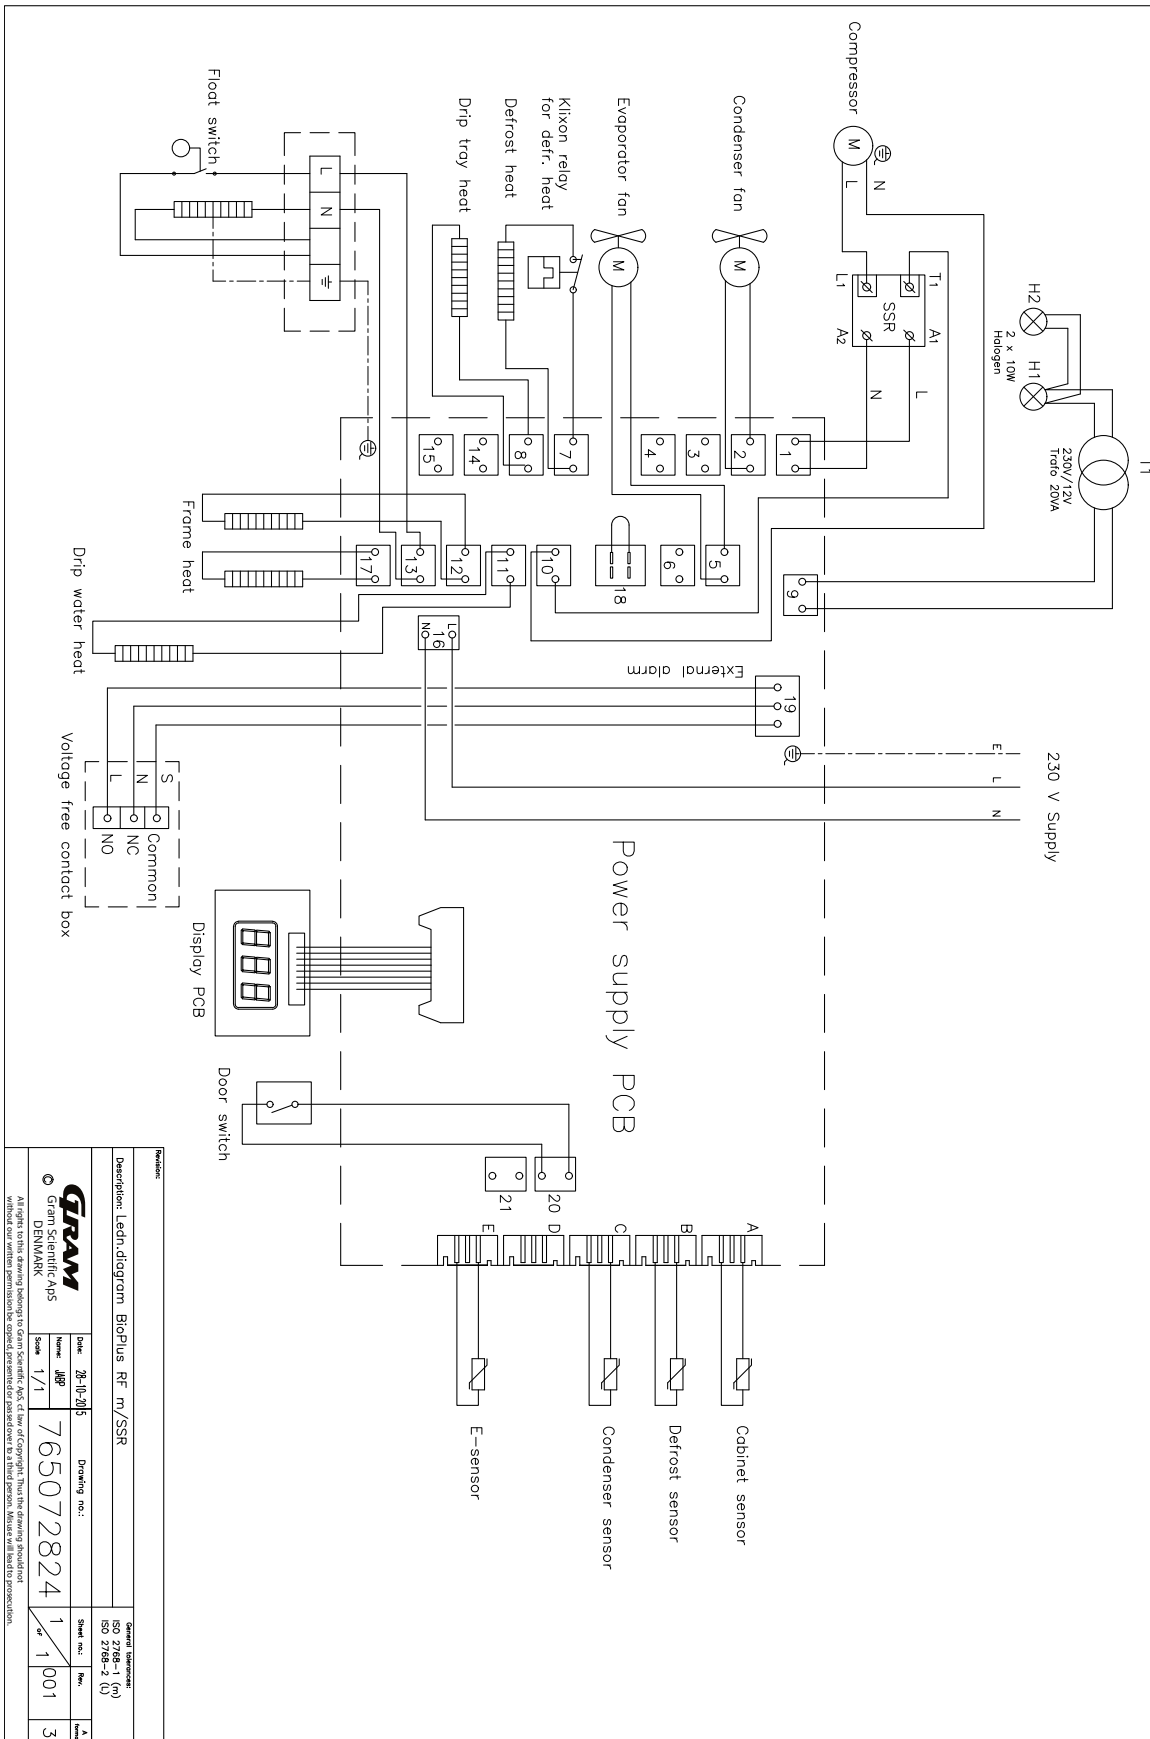 Compressor
Condenser fan
Evaporator fan
Klixon relay
for defr. heat
Defrost heat
Drip tray heat
Float switch
M
L
N
M
M
L
N
H2
H1
2 x 10W
Halogen
T1
230V/12V
Trafo 20VA
T1
L1
SSR
A1
A2
L
N
1
2
3
4
7
8
14
15
5
6
18
10
11
12
13
17
9
16
L
N
Frame heat
Drip water heat
External alarm
19
E
L
N
230 V Supply
S
N
L
Common
NC
NO
Voltage free contact box
Power supply PCB
Display PCB
Door switch
20
21
A
B
C
D
E
Cabinet sensor
Defrost sensor
Condenser sensor
E-sensor
Revision:
Description: Ledn.diagram BioPlus RF m/SSR
General tolerances:
ISO 2768-1 (m)
ISO 2768-2 (L)
GRAM
© Gram Scientific ApS
DENMARK
Date: 28-10-2015
Name: JABP
Scale 1/1
Drawing no.:
765072824
Sheet no.:
1 OF 1
Rev.
001
A
3
All rights to this drawing belongs to Gram Scientific ApS, cf. law of Copyright. Thus the drawing should not
without our written permission be copied, presented or passed over to a third person. Misuse will lead to prosecution.